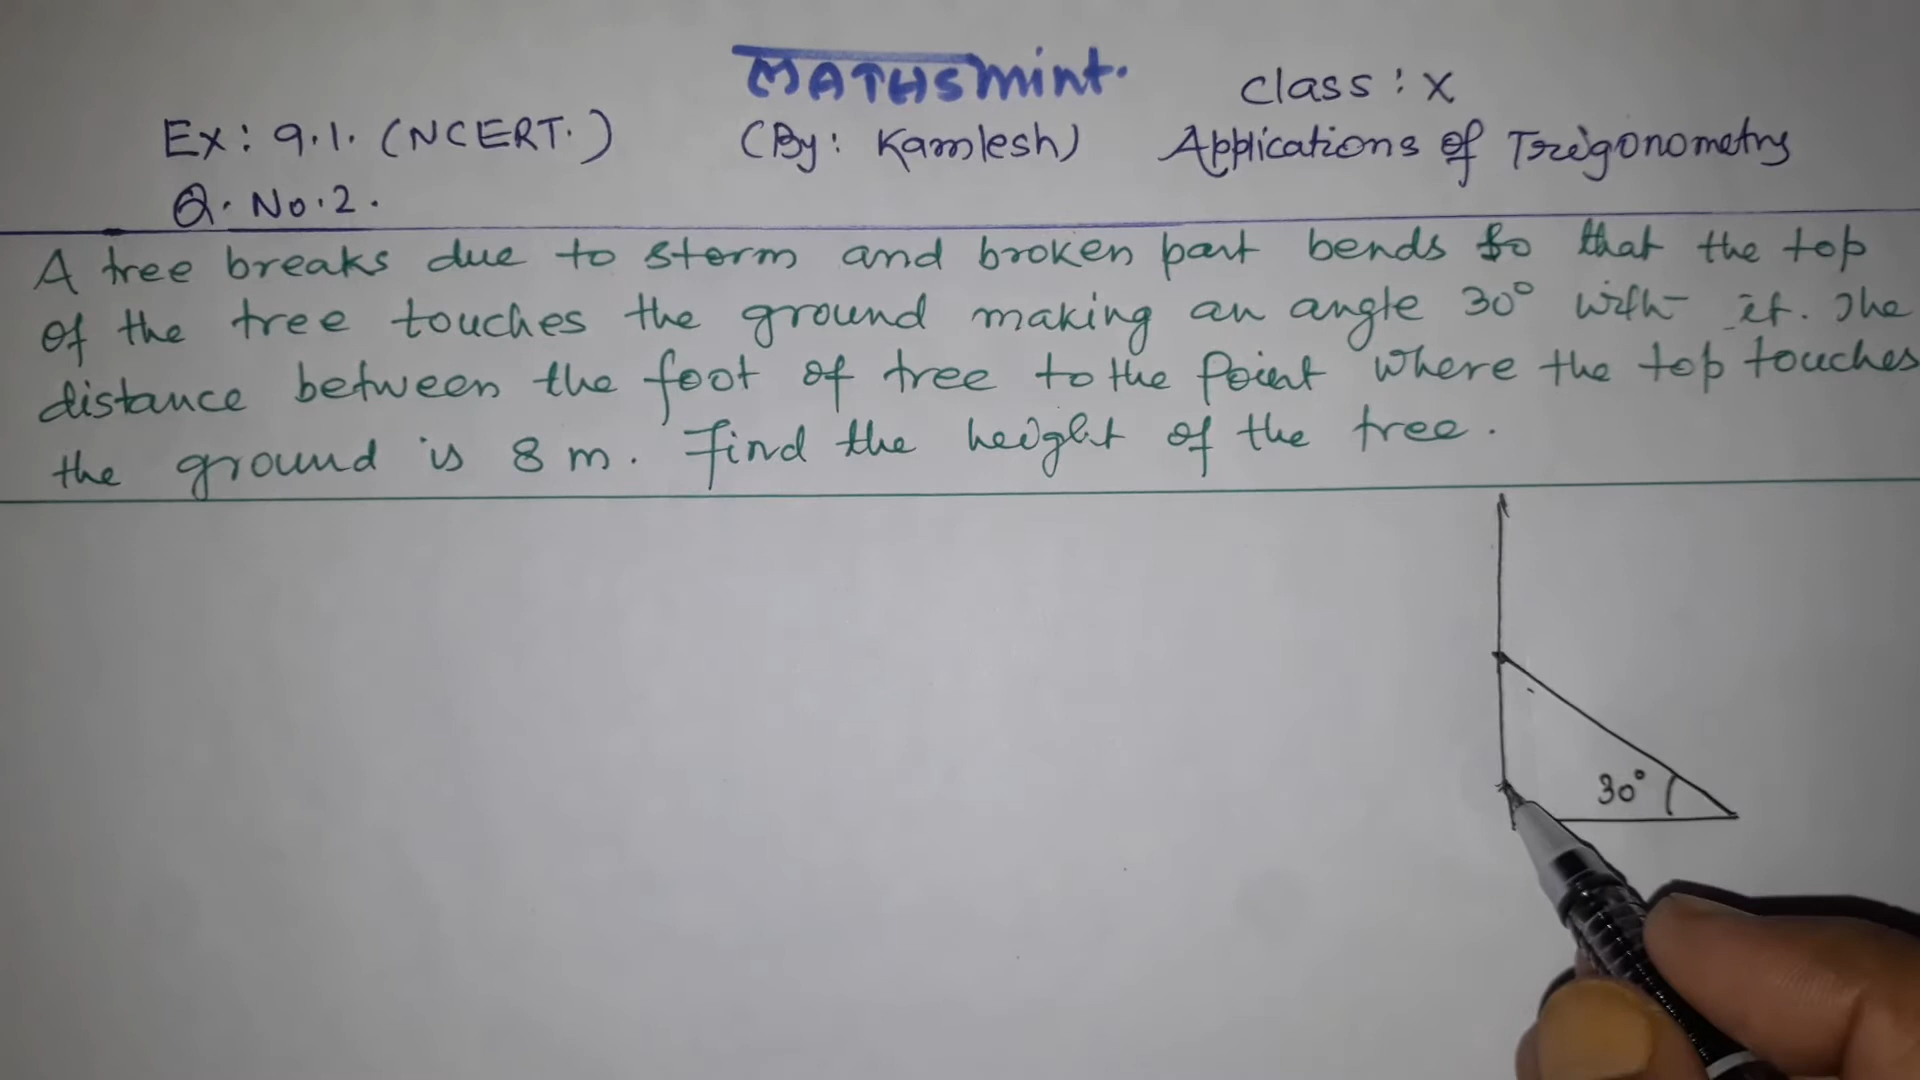 MATHSmint.
Class : X
Ex: 9.1. (NCERT.)
(By: Kamlesh)
Applications of Trigonometry
Q. No. 2.
A tree breaks due to storm and broken part bends so that the top
of the tree touches the ground making an angle 30° with it. The
distance between the foot of tree to the point where the top touches
the ground is 8 m. Find the height of the tree.
30°